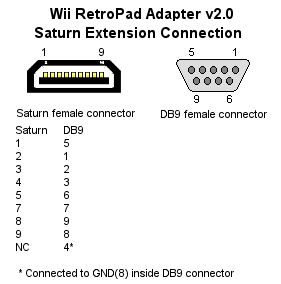 Wii RetroPad Adapter v2.0
Saturn Extension Connection
1 9 5 1
9 6
Saturn female connector DB9 female connector
Saturn DB9
1 5
2 1
3 2
4 3
5 6
7 7
8 9
9 8
NC 4*
* Connected to GND(8) inside DB9 connector